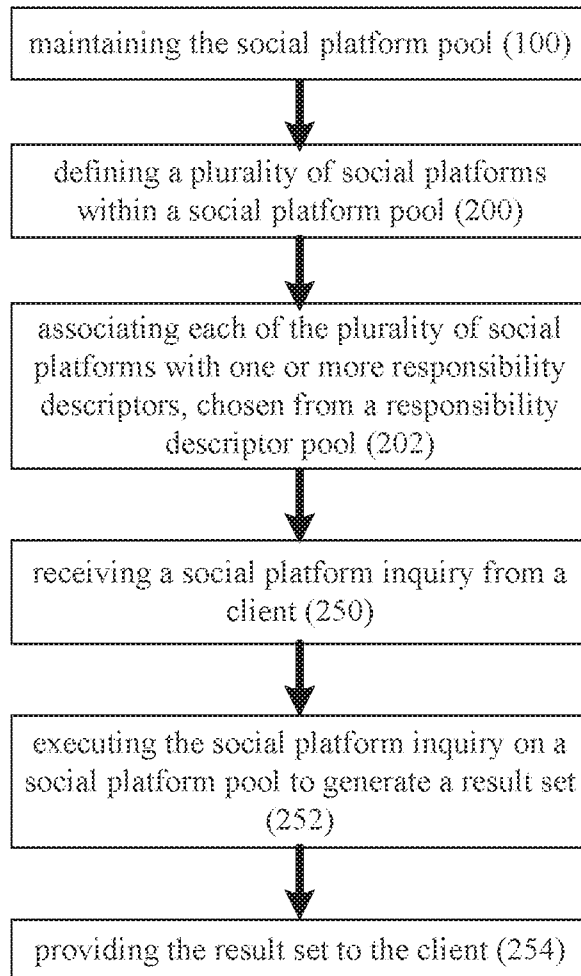 maintaining the social platform pool (100)
defining a plurality of social platforms
within a social platform pool (200)
associating each of the plurality of social
platforms with one or more responsibility
descriptors, chosen from a responsibility
descriptor pool (202)
receiving a social platform inquiry from a
client (250)
executing the social platform inquiry on a
social platform pool to generate a result set
(252)
providing the result set to the client (254)